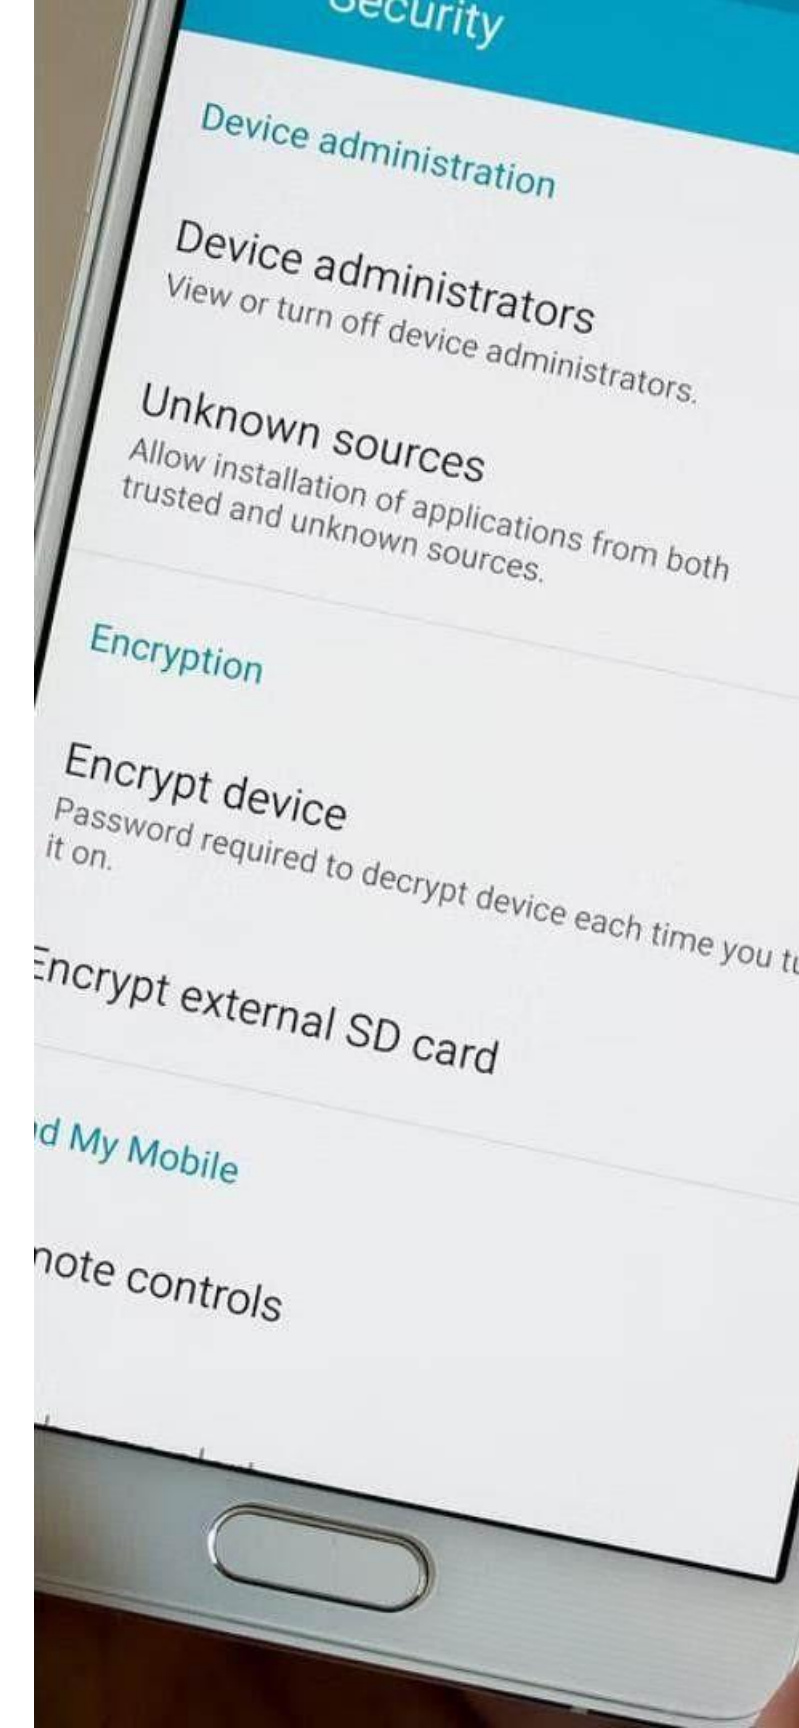 Security
Device administration
Device administrators
View or turn off device administrators.
Unknown sources
Allow installation of applications from both
trusted and unknown sources.
Encryption
Encrypt device
Password required to decrypt device each time you
it on.
Encrypt external SD card
My Mobile
controls